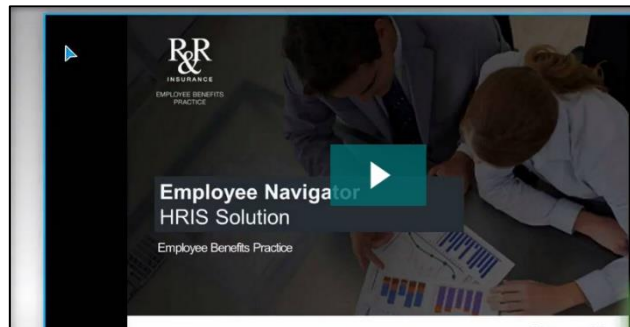 R&R
INSURANCE
EMPLOYEE BENEFITS
PRACTICE
Employee Navigator
HRIS Solution
Employee Benefits Practice